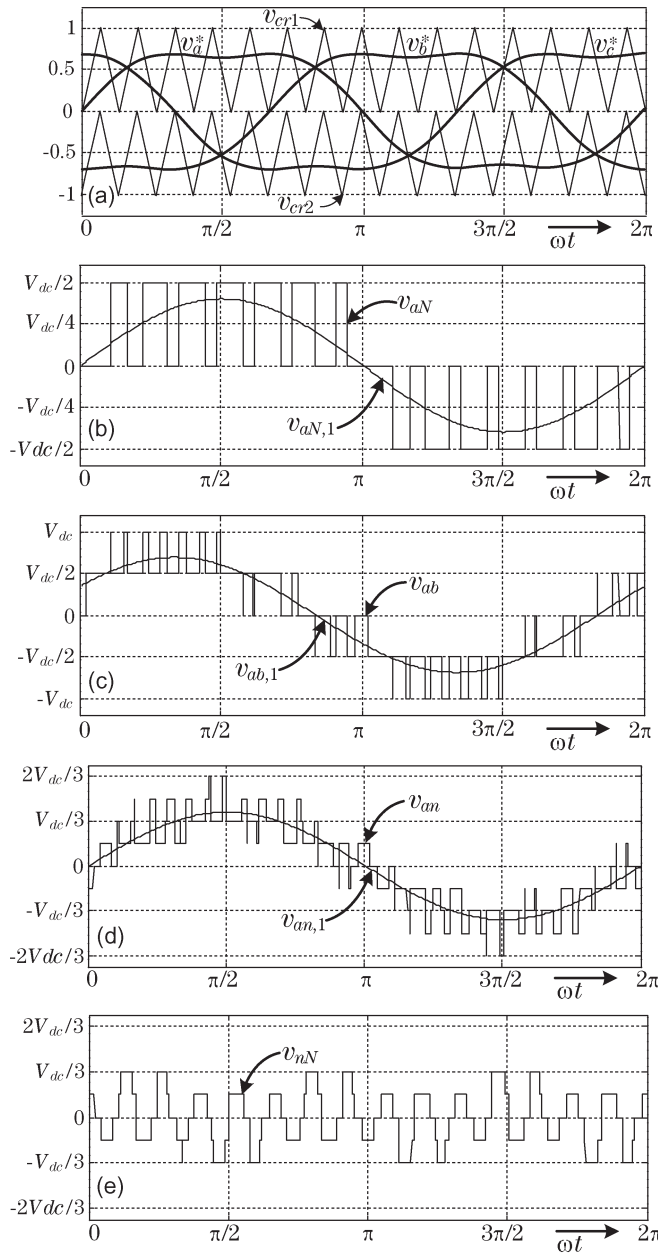 v_cr1
1
v_a^* v_b^* v_c^*
0.5
0
-0.5
-1
(a)
v_cr2
0 π/2 π 3π/2 ωt 2π
V_dc/2
V_dc/4
v_aN
0
-V_dc/4
(b)
v_aN,1
-Vdc/2
0 π/2 π 3π/2 ωt 2π
V_dc
V_dc/2
v_ab
0
-V_dc/2
v_ab,1
(c)
-V_dc
0 π/2 π 3π/2 ωt 2π
2V_dc/3
v_an
V_dc/3
0
-V_dc/3
v_an,1
(d)
-2Vdc/3
0 π/2 π 3π/2 ωt 2π
2V_dc/3
v_nN
V_dc/3
0
-V_dc/3
(e)
-2Vdc/3
0 π/2 π 3π/2 ωt 2π